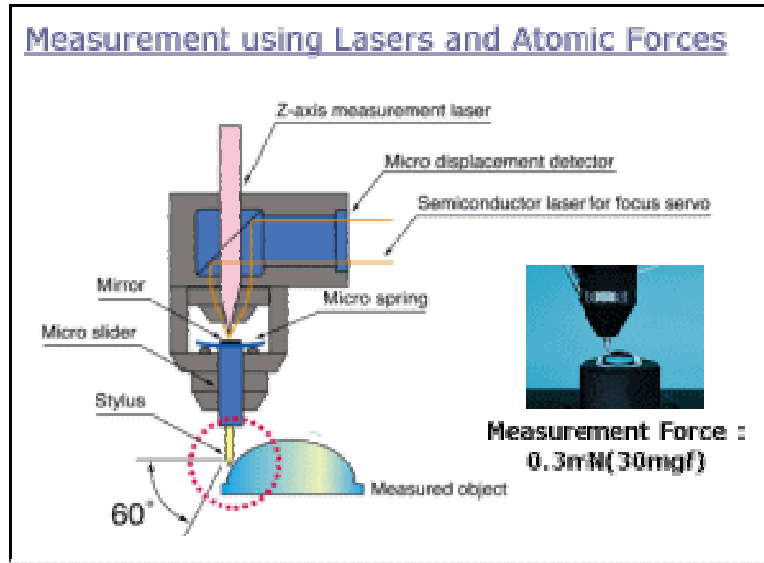 Measurement using Lasers and Atomic Forces
Z-axis measurement laser
Micro displacement detector
Semiconductor laser for focus servo
Mirror
Micro spring
Micro slider
Stylus
Measured object
60°
Measurement Force :
0.3mN(30mgf)